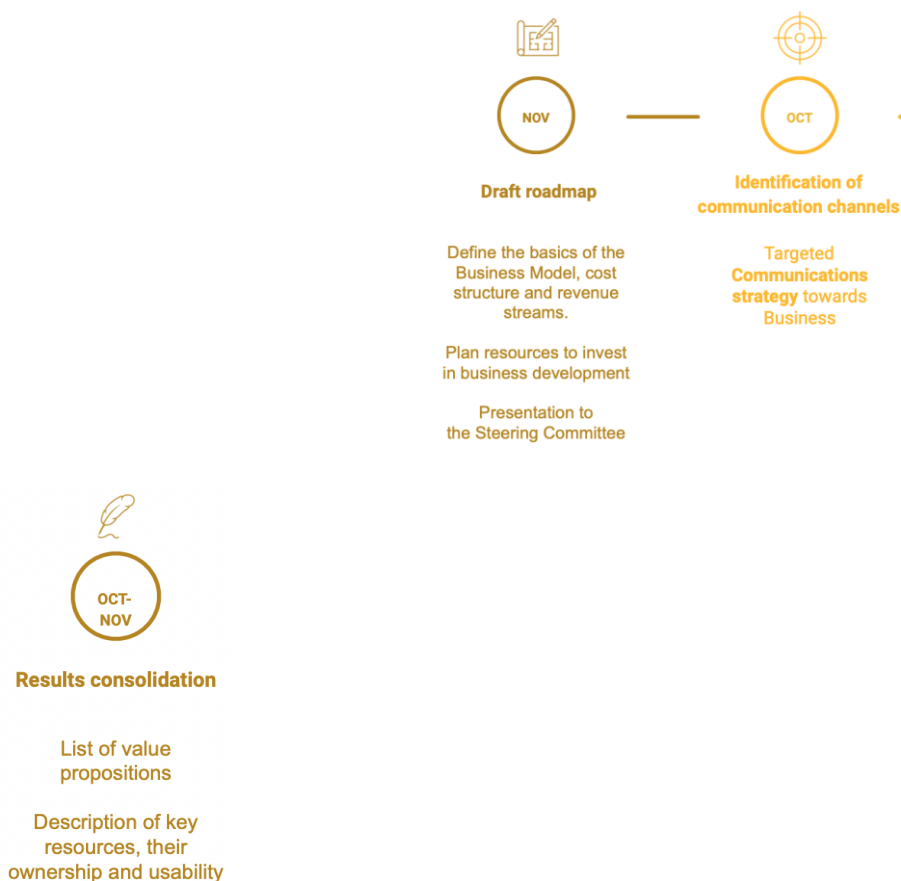 NOV
Draft roadmap
Define the basics of the
Business Model, cost
structure and revenue
streams.
Plan resources to invest
in business development
Presentation to
the Steering Committee
OCT
Identification of
communication channels
Targeted
Communications
strategy towards
Business
OCT-
NOV
Results consolidation
List of value
propositions
Description of key
resources, their
ownership and usability